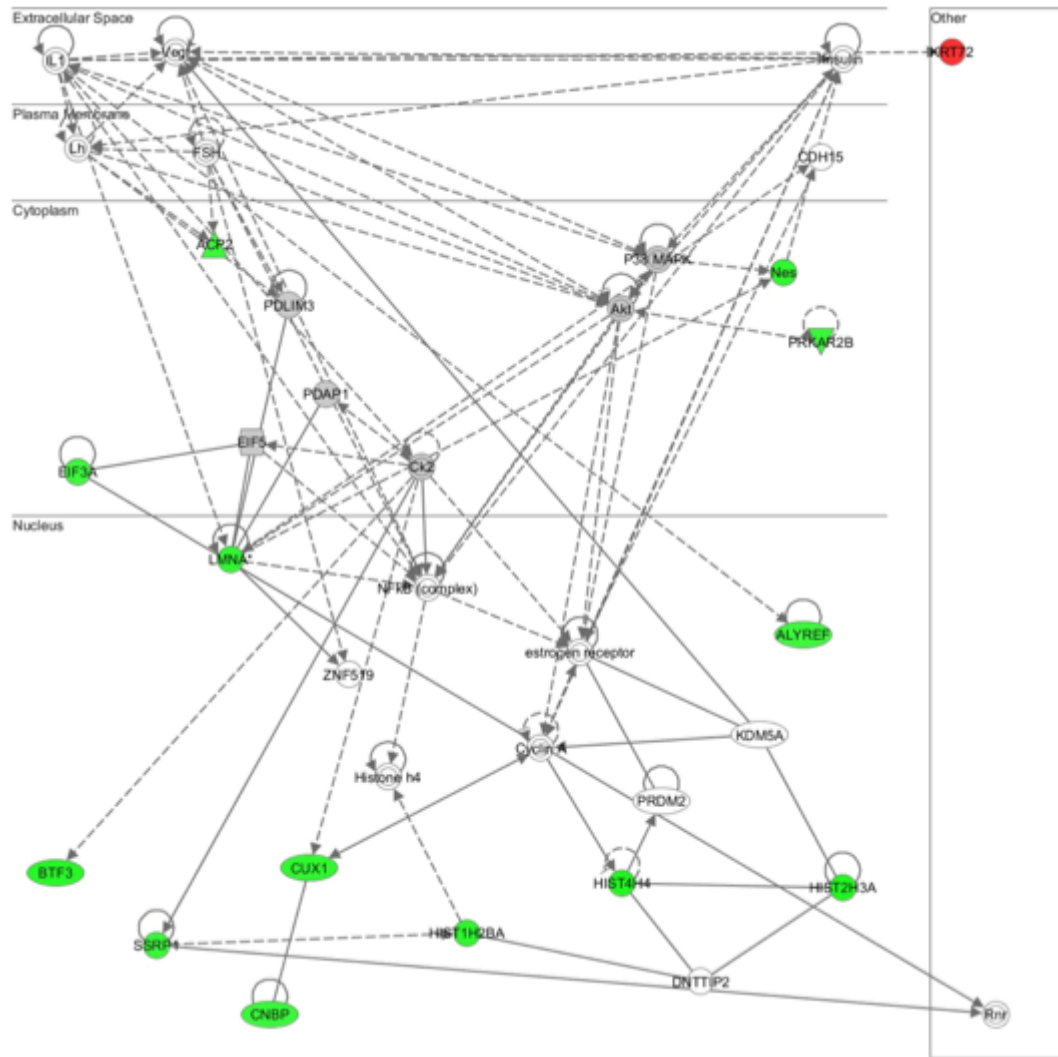 Extracellular Space
Other
IL1
Vegf
Insulin
KRT72
Plasma Membrane
Lh
FSH
CDH15
Cytoplasm
ACP2
P38 MAPK
Nes
PDLIM3
Akt
PRKAR2B
PDAP1
EIF5
EIF3A
Ck2
Nucleus
LMNA*
NFkB (complex)
ALYREF
estrogen receptor
ZNF519
KDM5A
Cyclin A
Histone h4
PRDM2
BTF3
CUX1
HIST4H4
HIST2H3A
SSRP1
HIST1H2BA
DNTTIP2
CNBP
Rnr